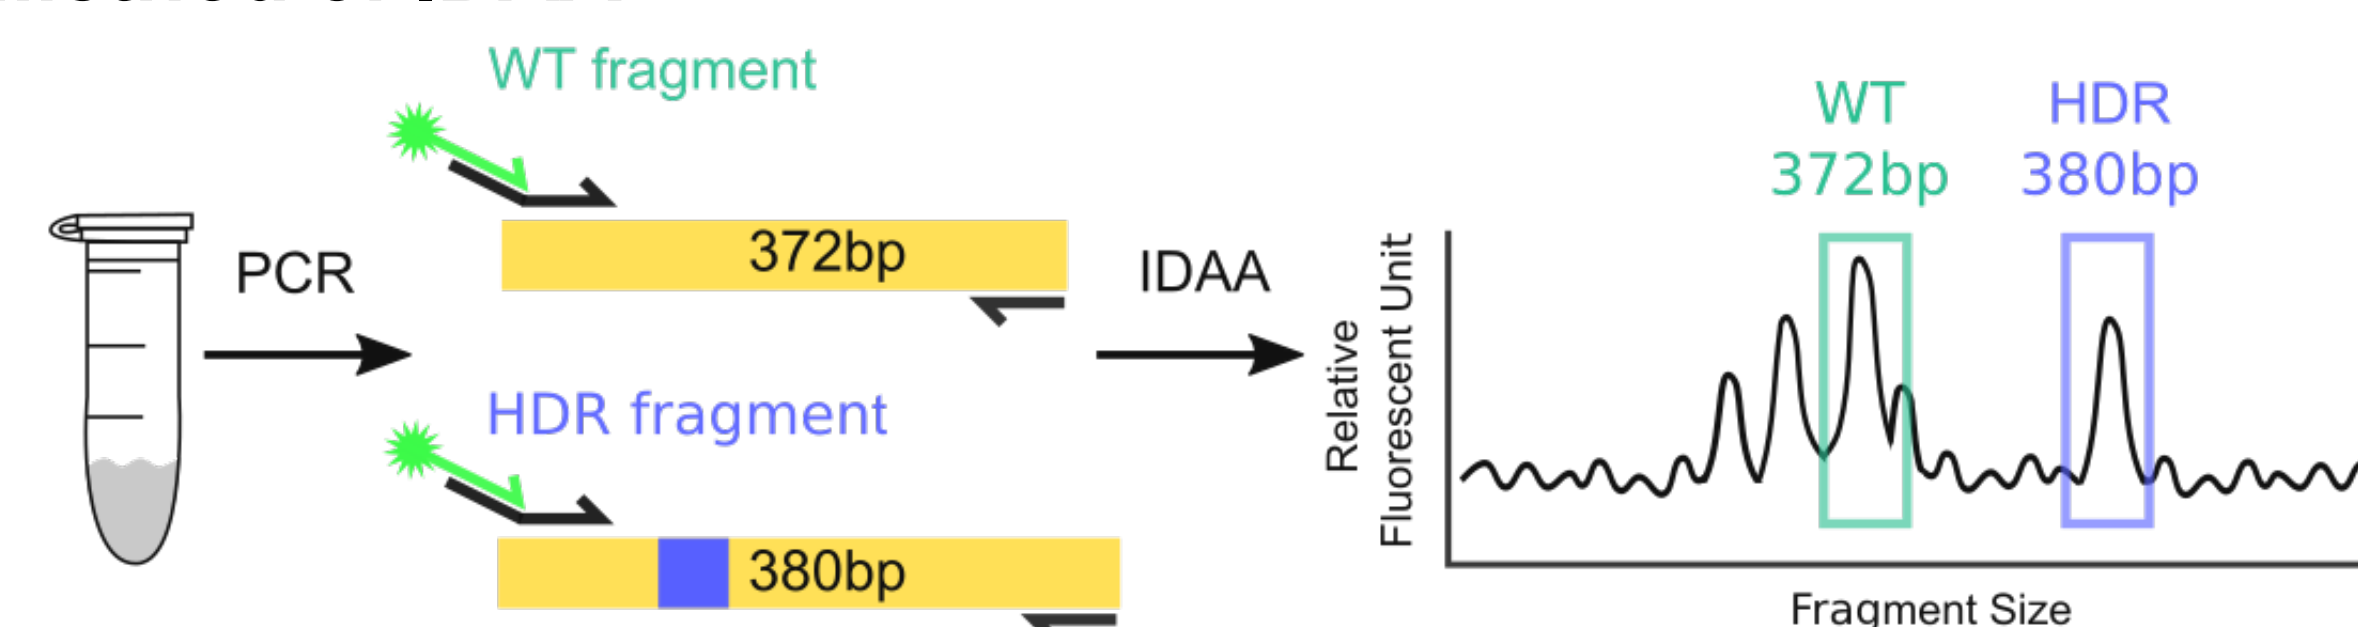 WT fragment
PCR
372bp
HDR fragment
380bp
IDAA
WT
372bp
HDR
380bp
Relative
Fluorescent Unit
Fragment Size